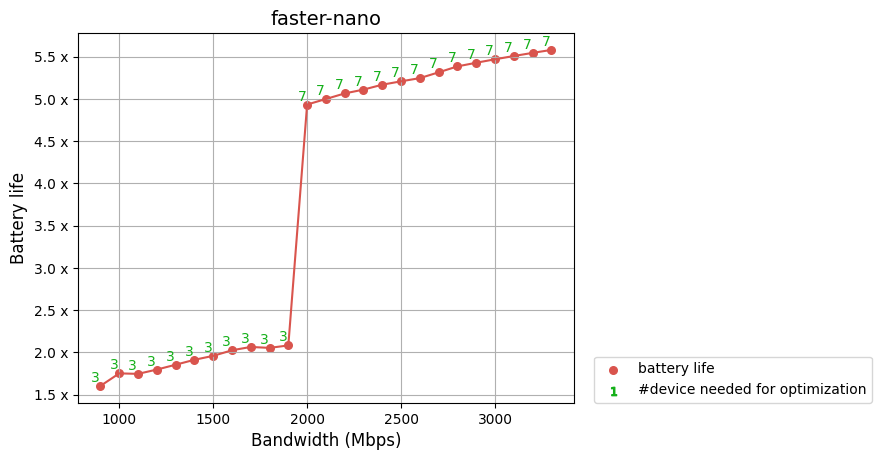 faster-nano
5.5 x
5.0 x
4.5 x
4.0 x
3.5 x
3.0 x
2.5 x
2.0 x
1.5 x
Battery life
3 3 3 3 3 3 3 3 3 3 3 7 7 7 7 7 7 7 7 7 7 7 7 7 7
1000 1500 2000 2500 3000
Bandwidth (Mbps)
battery life
1 #device needed for optimization